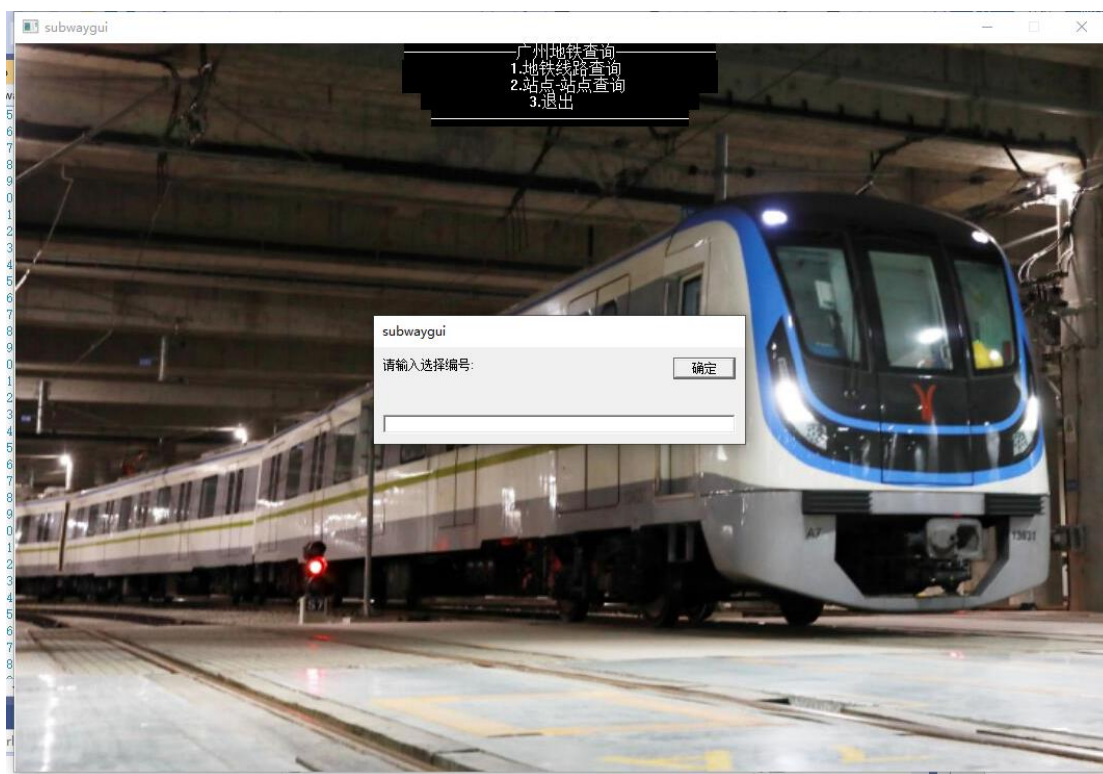 subwaygui
广州地铁查询
1.地铁线路查询
2.站点-站点查询
3.退出
subwaygui
请输入选择编号:
确定
A7